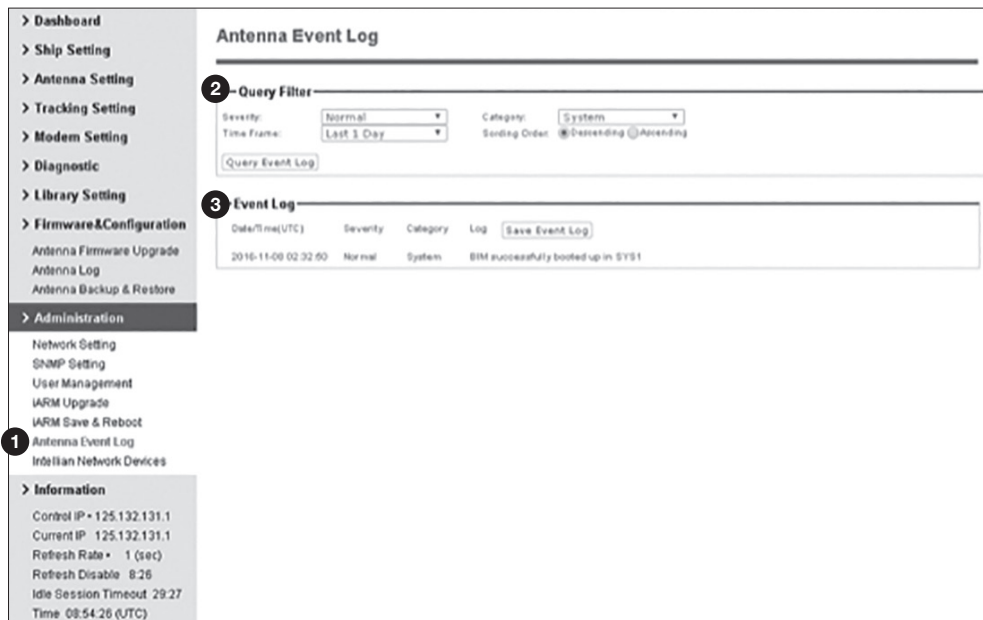 > Dashboard
> Ship Setting
> Antenna Setting
> Tracking Setting
> Modem Setting
> Diagnostic
> Library Setting
> Firmware&Configuration
Antenna Firmware Upgrade
Antenna Log
Antenna Backup & Restore
> Administration
Network Setting
SNMP Setting
User Management
iARM Upgrade
iARM Save & Reboot
1 Antenna Event Log
Intellian Network Devices
> Information
Control IP • 125.132.131.1
Current IP 125.132.131.1
Refresh Rate • 1 (sec)
Refresh Disable 8:26
Idle Session Timeout 29:27
Time 08:54:26 (UTC)
Antenna Event Log
2 Query Filter
Severity: Normal ▼ Category: System ▼
Time Frame: Last 1 Day ▼ Sording Order: Descending Ascending
Query Event Log
3 Event Log
Date/Time(UTC) Severity Category Log Save Event Log
2016-11-08 02:32:60 Normal System BIM successfully booted up in SYS1